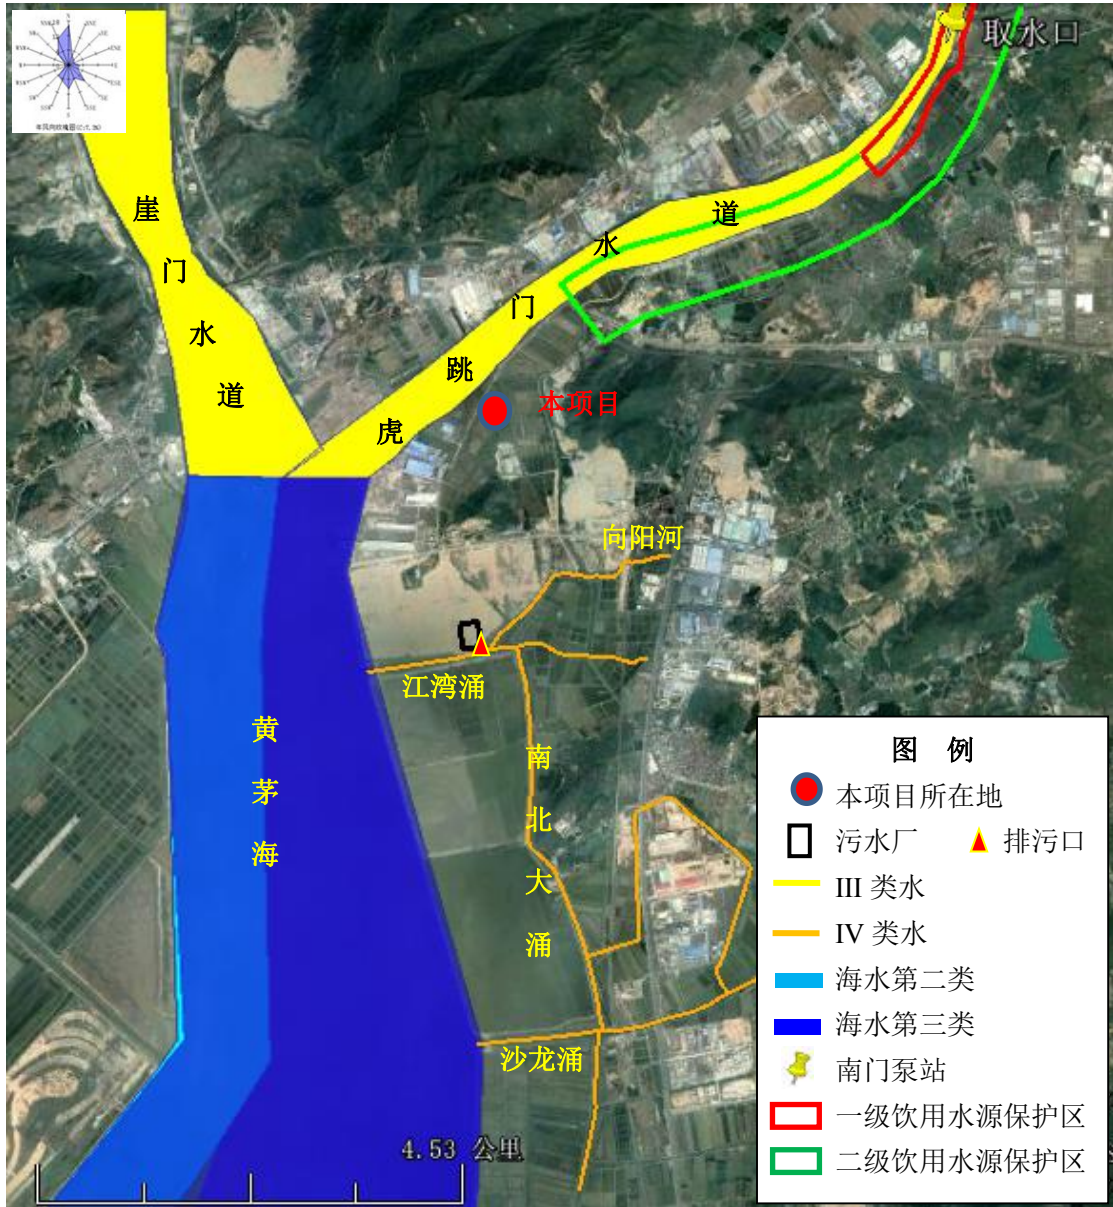 取水口
崖门水道
虎跳门水道
本项目
向阳河
江湾涌
黄茅海
南北大涌
沙龙涌
4.53 公里
图 例
本项目所在地
污水厂
排污口
III 类水
IV 类水
海水第二类
海水第三类
南门泵站
一级饮用水源保护区
二级饮用水源保护区